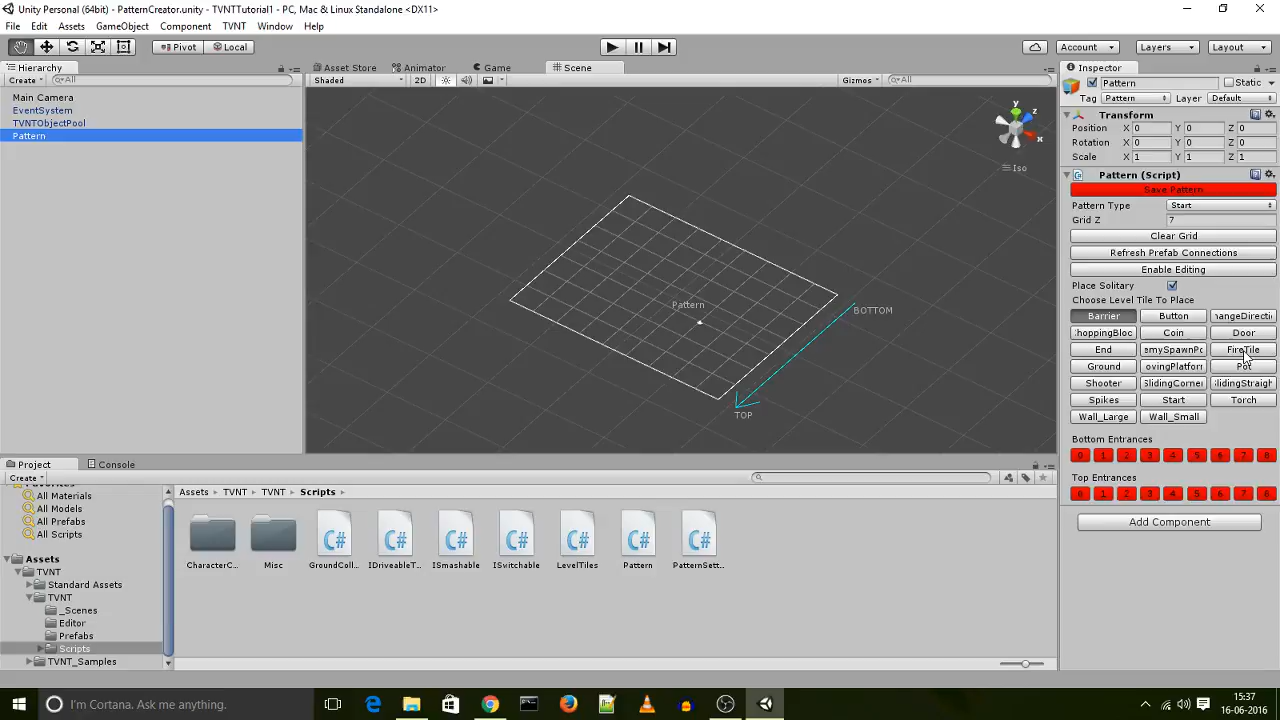 Unity Personal (64bit) - PatternCreator.unity - TVNTTutorial1 - PC, Mac & Linux Standalone <DX11>
File Edit Assets GameObject Component TVNT Window Help
Pivot Local Account Layers Layout
Hierarchy Asset Store Animator Game Scene Inspector
Create All Shaded 2D Gizmos All
Pattern Static
Tag Pattern Layer Default
Main Camera
EventSystem
TVNTObjectPool
Pattern
y
z
x
Iso
Pattern
BOTTOM
TOP
Transform
Position X 0 Y 0 Z 0
Rotation X 0 Y 0 Z 0
Scale X 1 Y 1 Z 1
Pattern (Script)
Save Pattern
Pattern Type Start
Grid Z 7
Clear Grid
Refresh Prefab Connections
Enable Editing
Place Solitary
Choose Level Tile To Place
Barrier Button hangeDirecti
hoppingBloc Coin Door
End emySpawnPo FireTile
Ground ovingPlatforn Pot
Shooter SlidingCorner SlidingStraigh
Spikes Start Torch
Wall_Large Wall_Small
Bottom Entrances
0 1 2 3 4 5 6 7 8
Top Entrances
0 1 2 3 4 5 6 7 8
Add Component
Project Console
Create
Favorites
All Materials
All Models
All Prefabs
All Scripts
Assets
TVNT
Standard Assets
TVNT
_Scenes
Editor
Prefabs
Scripts
TVNT_Samples
Assets TVNT TVNT Scripts
C# C# C# C# C# C# C#
CharacterC... Misc GroundColl... IDriveableT... ISmashable ISwitchable LevelTiles Pattern PatternSett...
I'm Cortana. Ask me anything.
15:37
16-06-2016